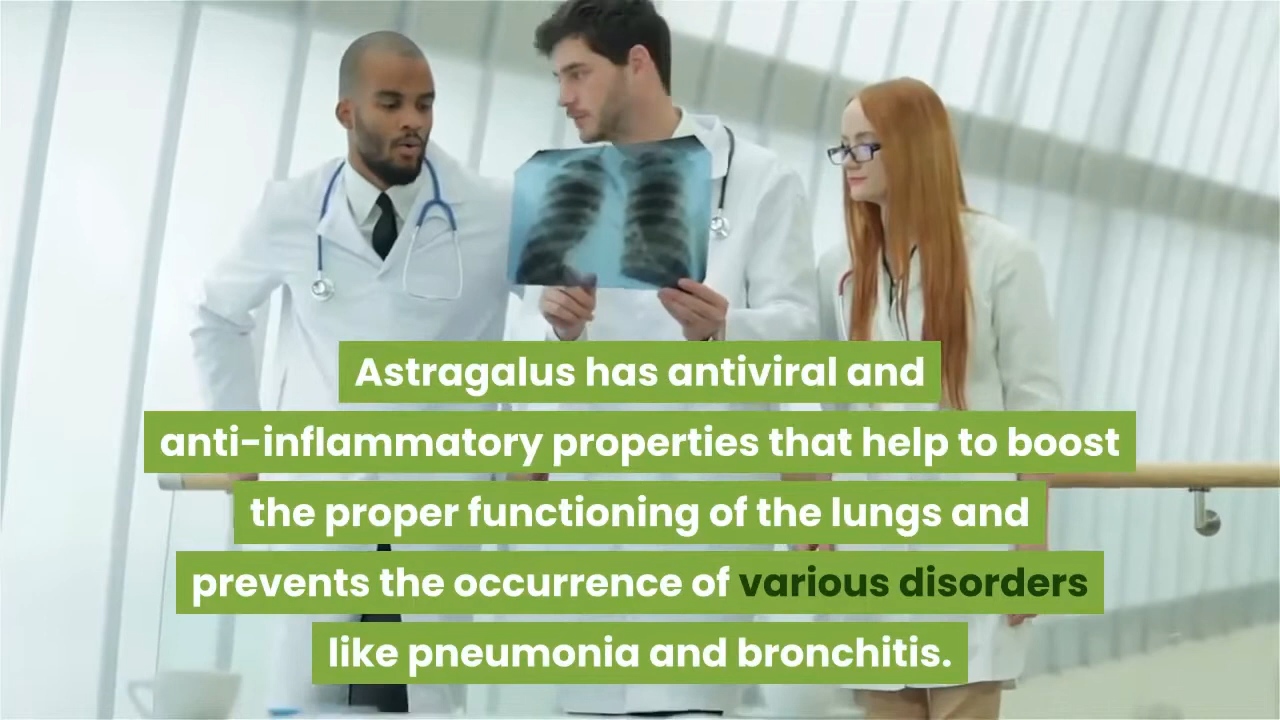 Astragalus has antiviral and
anti-inflammatory properties that help to boost
the proper functioning of the lungs and
prevents the occurrence of various disorders
like pneumonia and bronchitis.